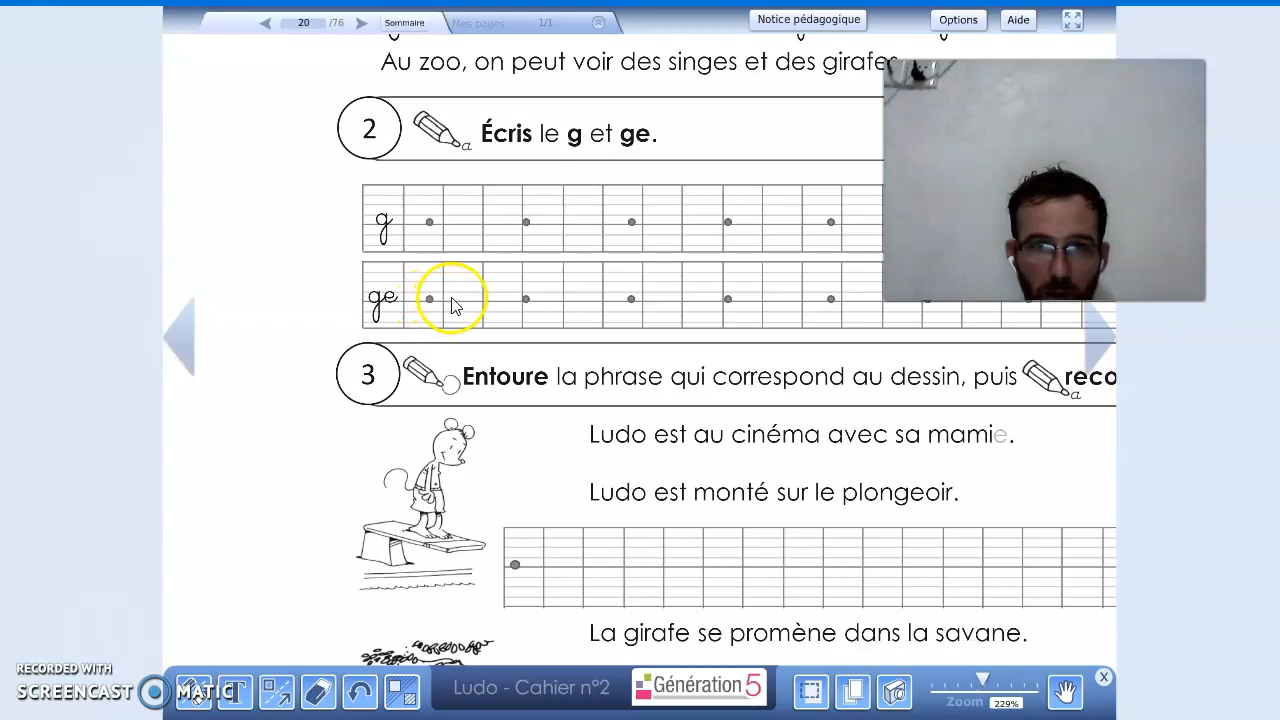 20 /76 Sommaire Mes pages 1/1 Notice pédagogique Options Aide
Au zoo, on peut voir des singes et des girafes
2 a Écris le g et ge.
g
ge
3 Entoure la phrase qui correspond au dessin, puis a reco
Ludo est au cinéma avec sa mamie.
Ludo est monté sur le plongeoir.
La girafe se promène dans la savane.
RECORDED WITH
SCREENCAST MATIC
T Ludo - Cahier n°2 Génération 5 Zoom 229% X